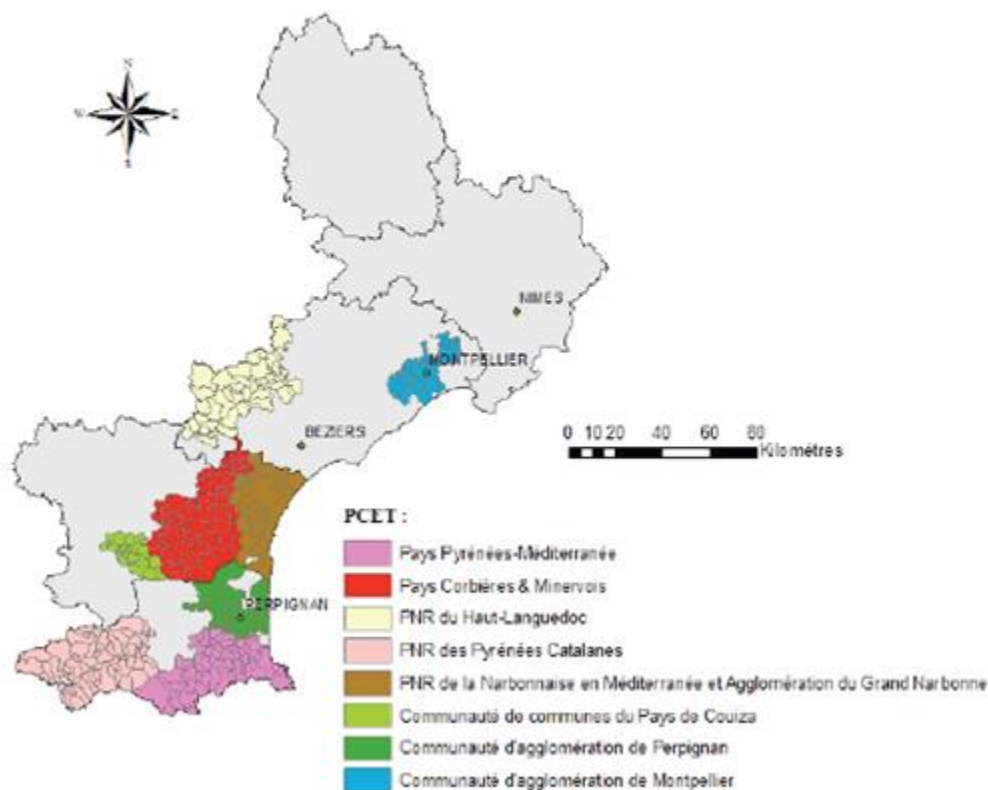 N
W E
S
NIMES
MONTPELLIER
BEZIERS
0 10 20 40 60 80
Kilométres
PERPIGNAN
PCET :
Pays Pyrénées-Méditerranée
Pays Corbières & Minervois
PNR du Haut-Languedoc
PNR des Pyrénées Catalanes
PNR de la Narbonnaise en Méditerranée et Agglomération du Grand Narbonne
Communauté de communes du Pays de Couiza
Communauté d'agglomération de Perpignan
Communauté d'agglomération de Montpellier